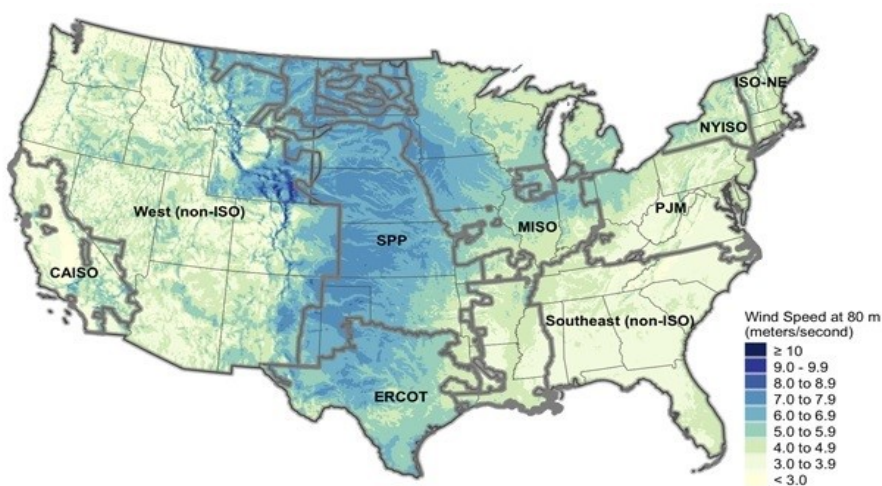 ISO-NE
NYISO
West (non-ISO)
SPP
MISO
PJM
CAISO
Southeast (non-ISO)
ERCOT
Wind Speed at 80 m
(meters/second)
≥ 10
9.0 - 9.9
8.0 to 8.9
7.0 to 7.9
6.0 to 6.9
5.0 to 5.9
4.0 to 4.9
3.0 to 3.9
< 3.0